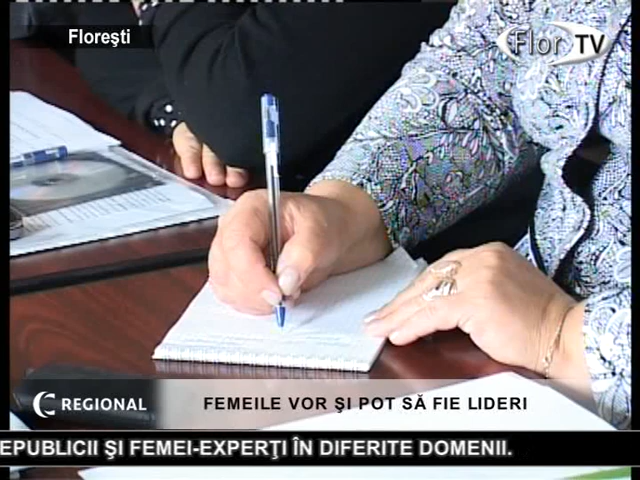 Floreşti
Flor TV
REGIONAL
FEMEILE VOR ŞI POT SĂ FIE LIDERI
EPUBLICII ŞI FEMEI-EXPERŢI ÎN DIFERITE DOMENII.